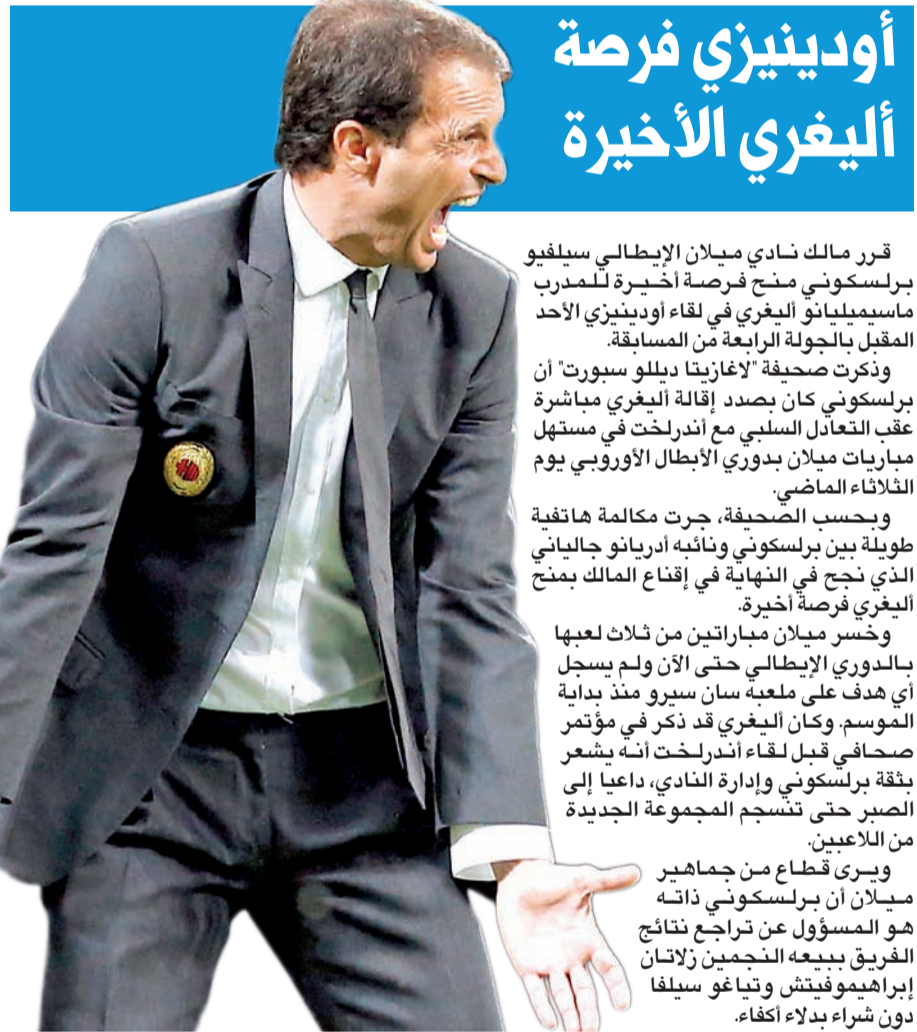 أودينيزي فرصة
أليغري الأخيرة
قرر مالك نادي ميلان الإيطالي سيلفيو
برلسكوني منح فرصة أخيرة للمدرب
ماسيميليانو أليغري في لقاء أودينيزي الأحد
المقبل بالجولة الرابعة من المسابقة.
وذكرت صحيفة "لاغازيتا ديللو سبورت" أن
برلسكوني كان بصدد إقالة أليغري مباشرة
عقب التعادل السلبي مع أندرلخت في مستهل
مباريات ميلان بدوري الأبطال الأوروبي يوم
الثلاثاء الماضي.
وبحسب الصحيفة، جرت مكالمة هاتفية
طويلة بين برلسكوني ونائبه أدريانو جالياني
الذي نجح في النهاية في إقناع المالك بمنح
أليغري فرصة أخيرة.
وخسر ميلان مباراتين من ثلاث لعبها
بالدوري الإيطالي حتى الآن ولم يسجل
أي هدف على ملعبه سان سيرو منذ بداية
الموسم. وكان أليغري قد ذكر في مؤتمر
صحافي قبل لقاء أندرلخت أنه يشعر
بثقة برلسكوني وإدارة النادي، داعيا إلى
الصبر حتى تنسجم المجموعة الجديدة
من اللاعبين.
ويرى قطاع من جماهير
ميلان أن برلسكوني ذاته
هو المسؤول عن تراجع نتائج
الفريق ببيعه النجمين زلاتان
إبراهيموفيتش وتياغو سيلفا
دون شراء بدلاء أكفاء.